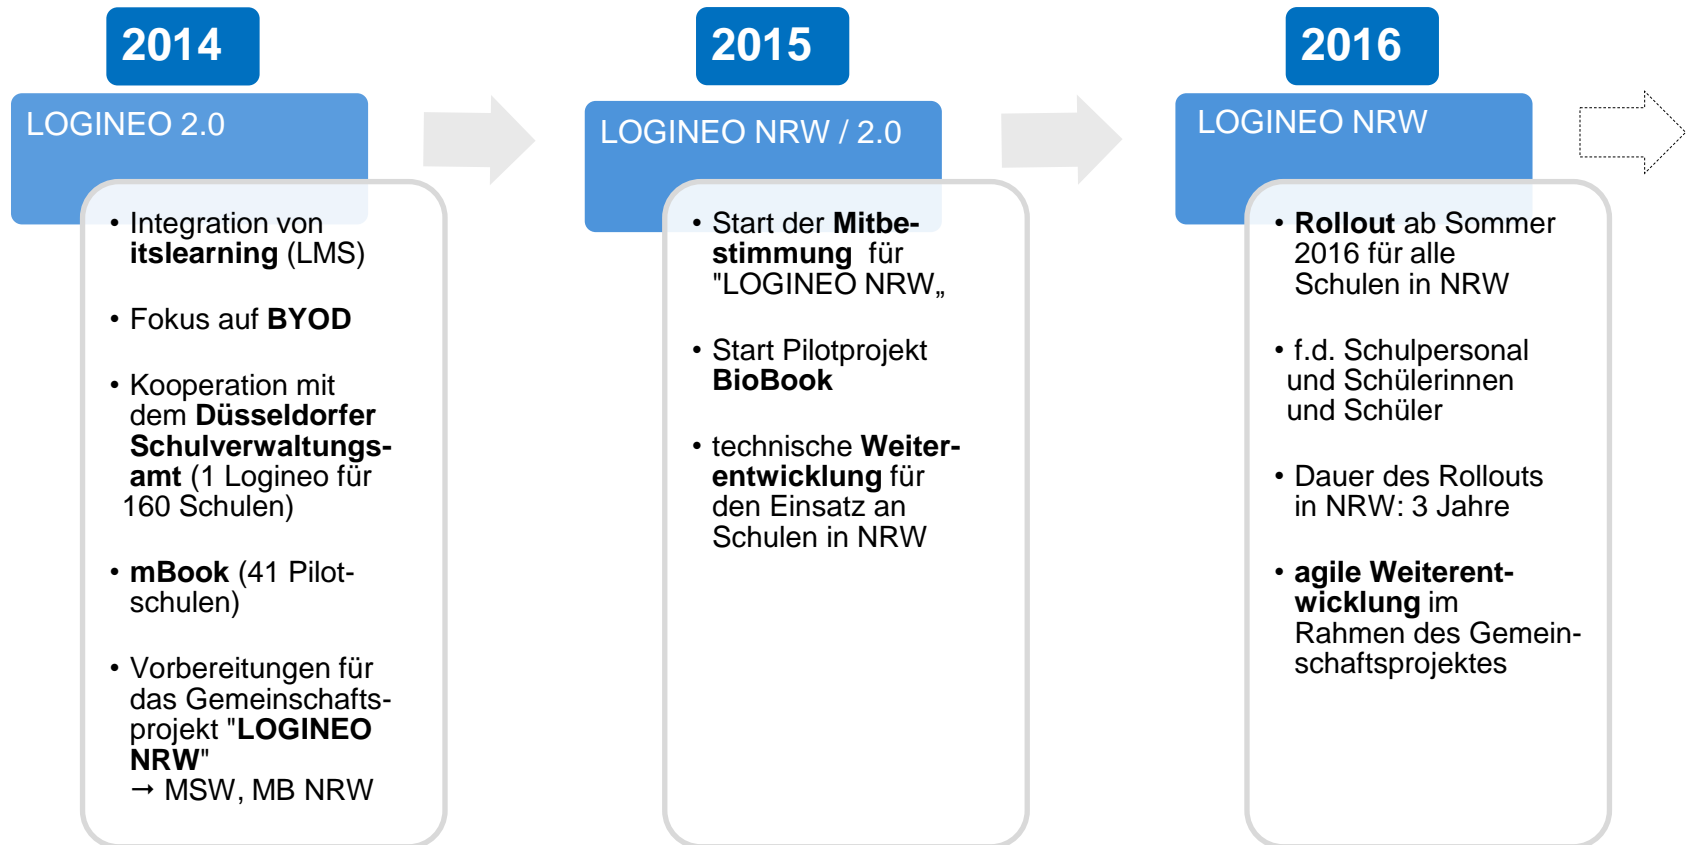 2014
LOGINEO 2.0
• Integration von
itslearning (LMS)
• Fokus auf BYOD
• Kooperation mit
dem Düsseldorfer
Schulverwaltungs-
amt (1 Logineo für
160 Schulen)
• mBook (41 Pilot-
schulen)
• Vorbereitungen für
das Gemeinschafts-
projekt "LOGINEO
NRW"
→ MSW, MB NRW
2015
LOGINEO NRW / 2.0
• Start der Mitbe-
stimmung für
"LOGINEO NRW„
• Start Pilotprojekt
BioBook
• technische Weiter-
entwicklung für
den Einsatz an
Schulen in NRW
2016
LOGINEO NRW
• Rollout ab Sommer
2016 für alle
Schulen in NRW
• f.d. Schulpersonal
und Schülerinnen
und Schüler
• Dauer des Rollouts
in NRW: 3 Jahre
• agile Weiterent-
wicklung im
Rahmen des Gemein-
schaftsprojektes